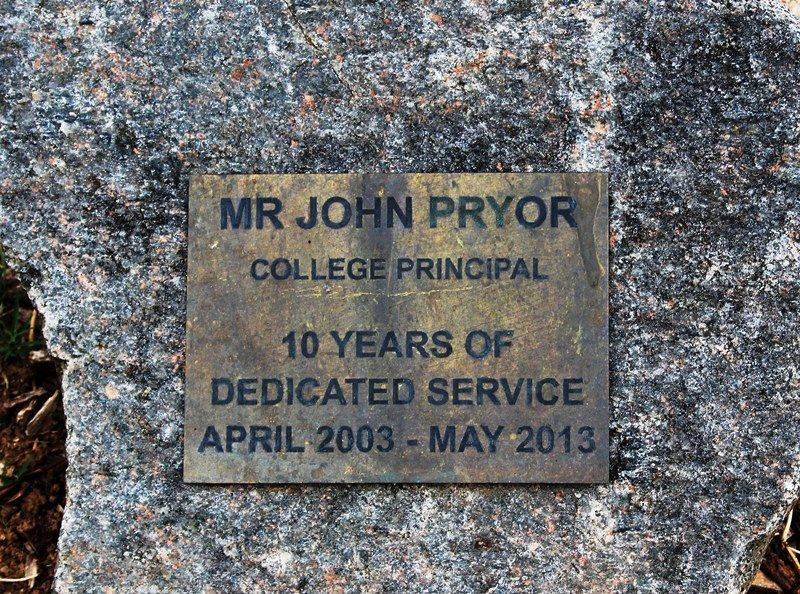 MR JOHN PRYOR
COLLEGE PRINCIPAL
10 YEARS OF
DEDICATED SERVICE
APRIL 2003 - MAY 2013